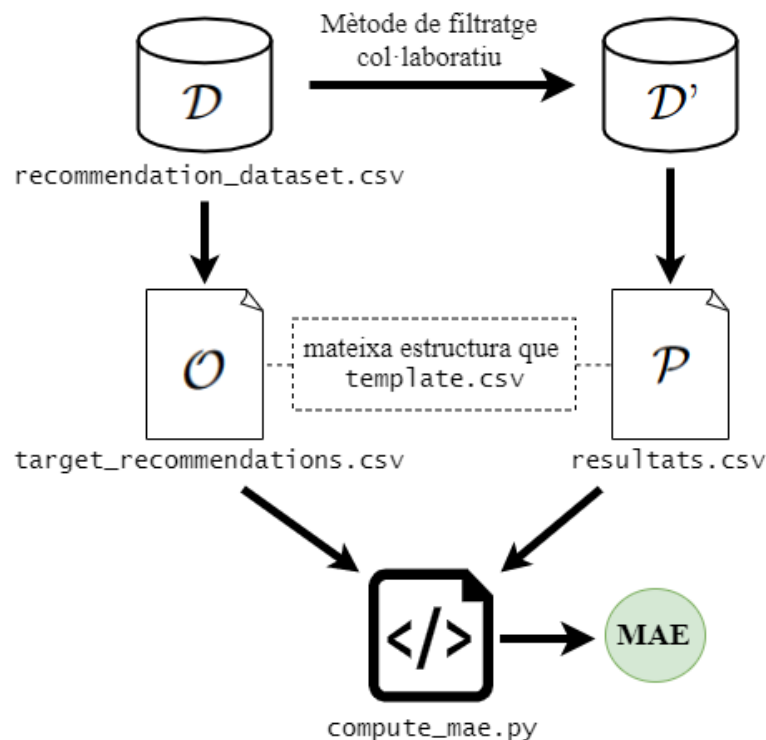 Mètode de filtratge
col·laboratiu
𝒟
𝒟’
recommendation_dataset.csv
mateixa estructura que
template.csv
𝒪
𝒫
target_recommendations.csv
resultats.csv
</>
MAE
compute_mae.py